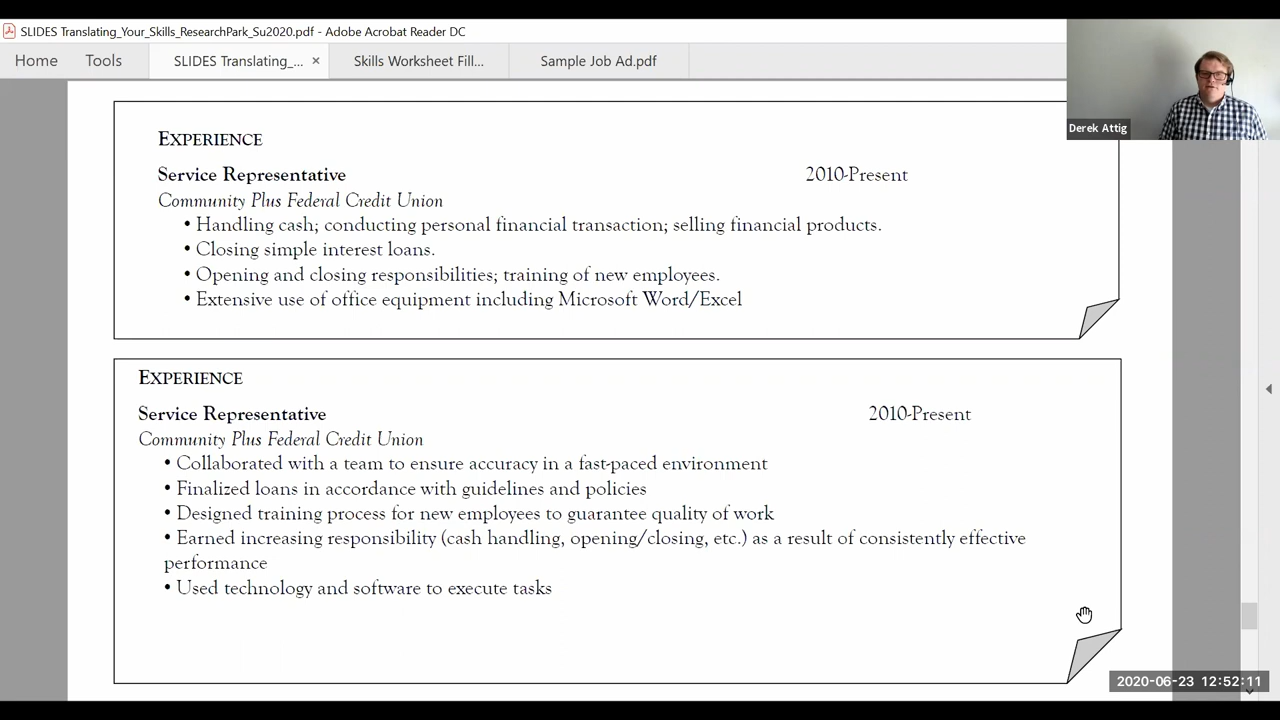 SLIDES Translating_Your_Skills_ResearchPark_Su2020.pdf - Adobe Acrobat Reader DC
Home Tools SLIDES Translating_... × Skills Worksheet Fill... Sample Job Ad.pdf
Derek Attig
EXPERIENCE
Service Representative 2010-Present
Community Plus Federal Credit Union
• Handling cash; conducting personal financial transaction; selling financial products.
• Closing simple interest loans.
• Opening and closing responsibilities; training of new employees.
• Extensive use of office equipment including Microsoft Word/Excel
EXPERIENCE
Service Representative 2010-Present
Community Plus Federal Credit Union
• Collaborated with a team to ensure accuracy in a fast-paced environment
• Finalized loans in accordance with guidelines and policies
• Designed training process for new employees to guarantee quality of work
• Earned increasing responsibility (cash handling, opening/closing, etc.) as a result of consistently effective
performance
• Used technology and software to execute tasks
2020-06-23 12:52:11